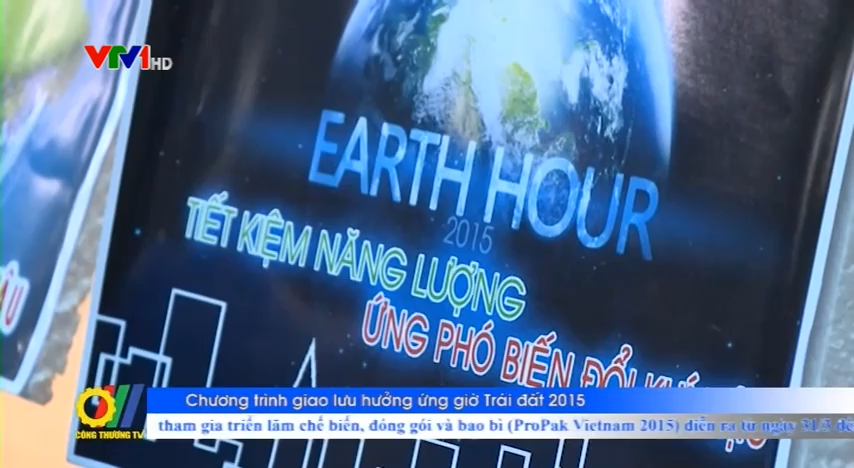 VTV1HD
EARTH HOUR
2015
TIẾT KIỆM NĂNG LƯỢNG
ỨNG PHÓ BIẾN ĐỔI
CÔNG THƯƠNG TV
Chương trình giao lưu hưởng ứng giờ Trái đất 2015
tham gia triển lãm chế biến, đóng gói và bao bì (ProPak Vietnam 2015) diễn ra từ ngày 31/3